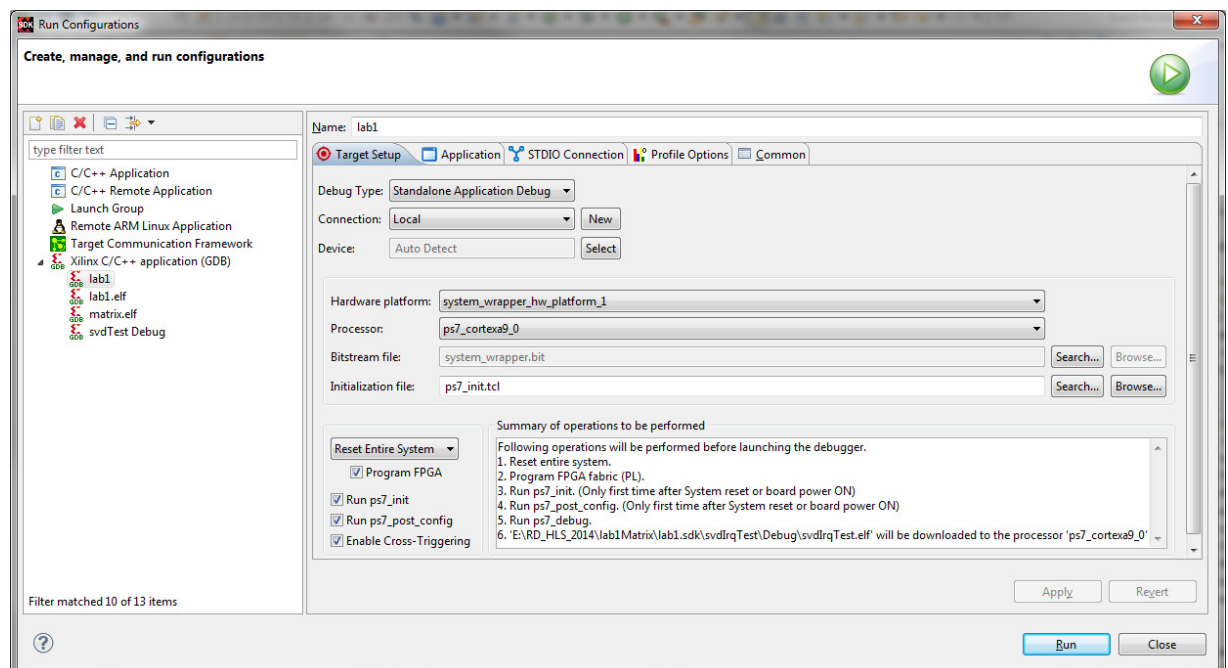 SDK Run Configurations
Create, manage, and run configurations
type filter text
C/C++ Application
C/C++ Remote Application
Launch Group
Remote ARM Linux Application
Target Communication Framework
Xilinx C/C++ application (GDB)
lab1
lab1.elf
matrix.elf
svdTest Debug
Filter matched 10 of 13 items
Name: lab1
Target Setup Application STDIO Connection Profile Options Common
Debug Type: Standalone Application Debug
Connection: Local New
Device: Auto Detect Select
Hardware platform: system_wrapper_hw_platform_1
Processor: ps7_cortexa9_0
Bitstream file: system_wrapper.bit Search... Browse...
Initialization file: ps7_init.tcl Search... Browse...
Reset Entire System
Program FPGA
Run ps7_init
Run ps7_post_config
Enable Cross-Triggering
Summary of operations to be performed
Following operations will be performed before launching the debugger.
1. Reset entire system.
2. Program FPGA fabric (PL).
3. Run ps7_init. (Only first time after System reset or board power ON)
4. Run ps7_post_config. (Only first time after System reset or board power ON)
5. Run ps7_debug.
6. 'E:\RD_HLS_2014\lab1Matrix\lab1.sdk\svdIrqTest\Debug\svdIrqTest.elf' will be downloaded to the processor 'ps7_cortexa9_0'
Apply Revert
Run Close